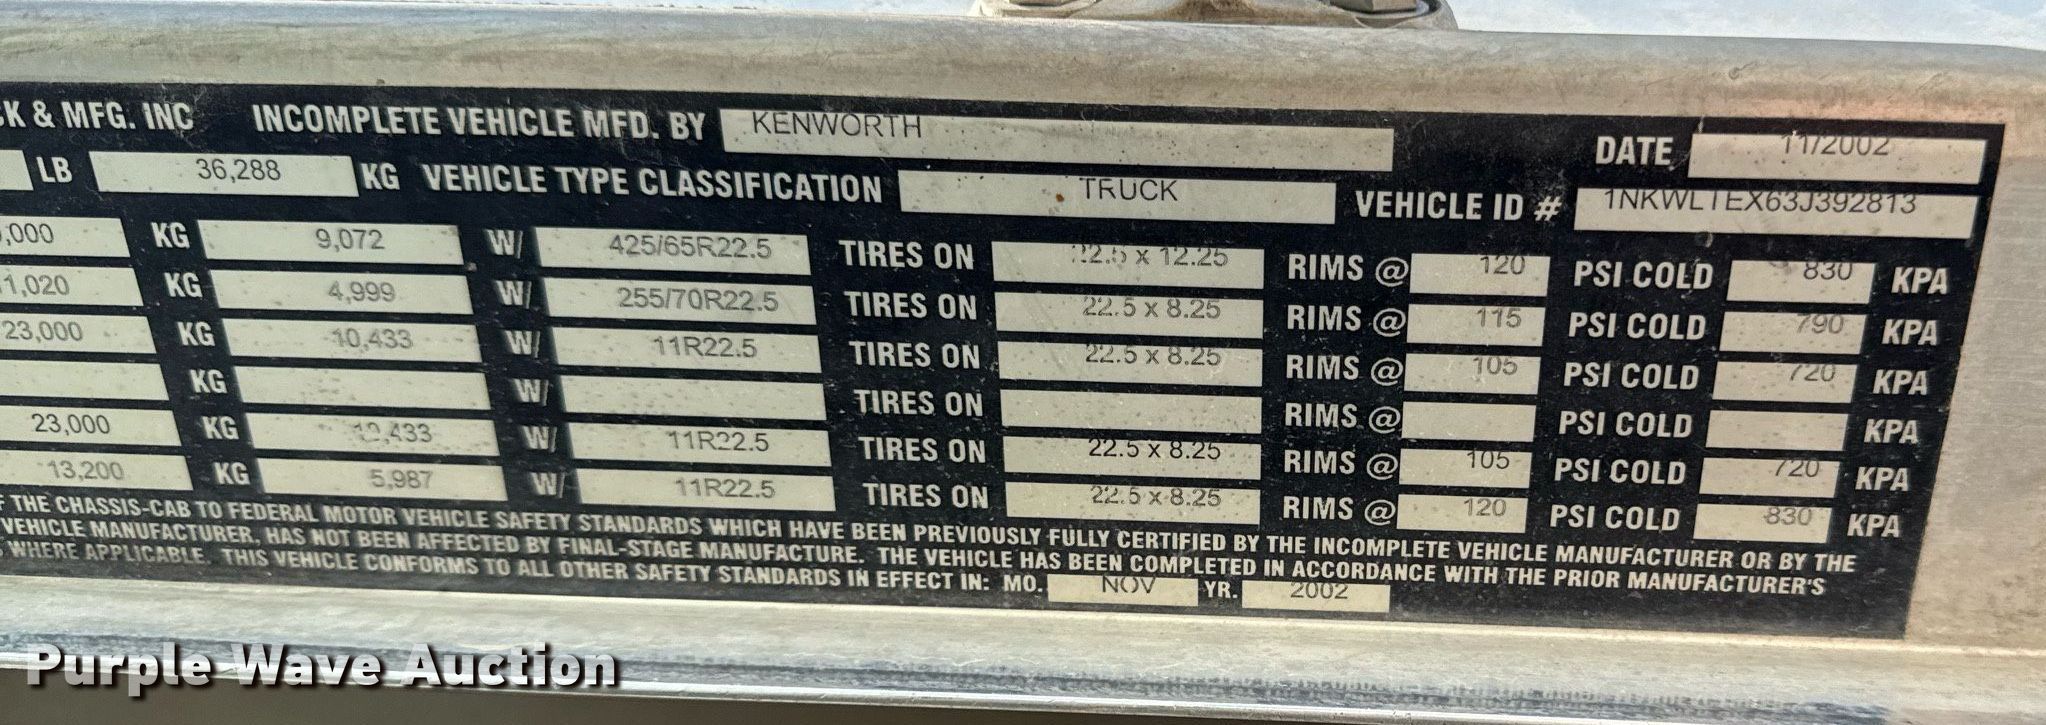 CK & MFG. INC INCOMPLETE VEHICLE MFD. BY KENWORTH DATE 11/2002
LB 36,288 KG VEHICLE TYPE CLASSIFICATION TRUCK VEHICLE ID # 1NKWLTEX63J392813
,000 KG 9,072 W/ 425/65R22.5 TIRES ON 22.5 x 12.25 RIMS @ 120 PSI COLD 830 KPA
1,020 KG 4,999 W/ 255/70R22.5 TIRES ON 22.5 x 8.25 RIMS @ 115 PSI COLD 790 KPA
23,000 KG 10,433 W/ 11R22.5 TIRES ON 22.5 x 8.25 RIMS @ 105 PSI COLD 720 KPA
KG W/ TIRES ON RIMS @ PSI COLD KPA
23,000 KG 10,433 W/ 11R22.5 TIRES ON 22.5 x 8.25 RIMS @ 105 PSI COLD 720 KPA
13,200 KG 5,987 W/ 11R22.5 TIRES ON 22.5 x 8.25 RIMS @ 120 PSI COLD 830 KPA
F THE CHASSIS-CAB TO FEDERAL MOTOR VEHICLE SAFETY STANDARDS WHICH HAVE BEEN PREVIOUSLY FULLY CERTIFIED BY THE INCOMPLETE VEHICLE MANUFACTURER OR BY THE
VEHICLE MANUFACTURER, HAS NOT BEEN AFFECTED BY FINAL-STAGE MANUFACTURE. THE VEHICLE HAS BEEN COMPLETED IN ACCORDANCE WITH THE PRIOR MANUFACTURER'S
WHERE APPLICABLE. THIS VEHICLE CONFORMS TO ALL OTHER SAFETY STANDARDS IN EFFECT IN: MO. NOV YR. 2002
Purple Wave Auction